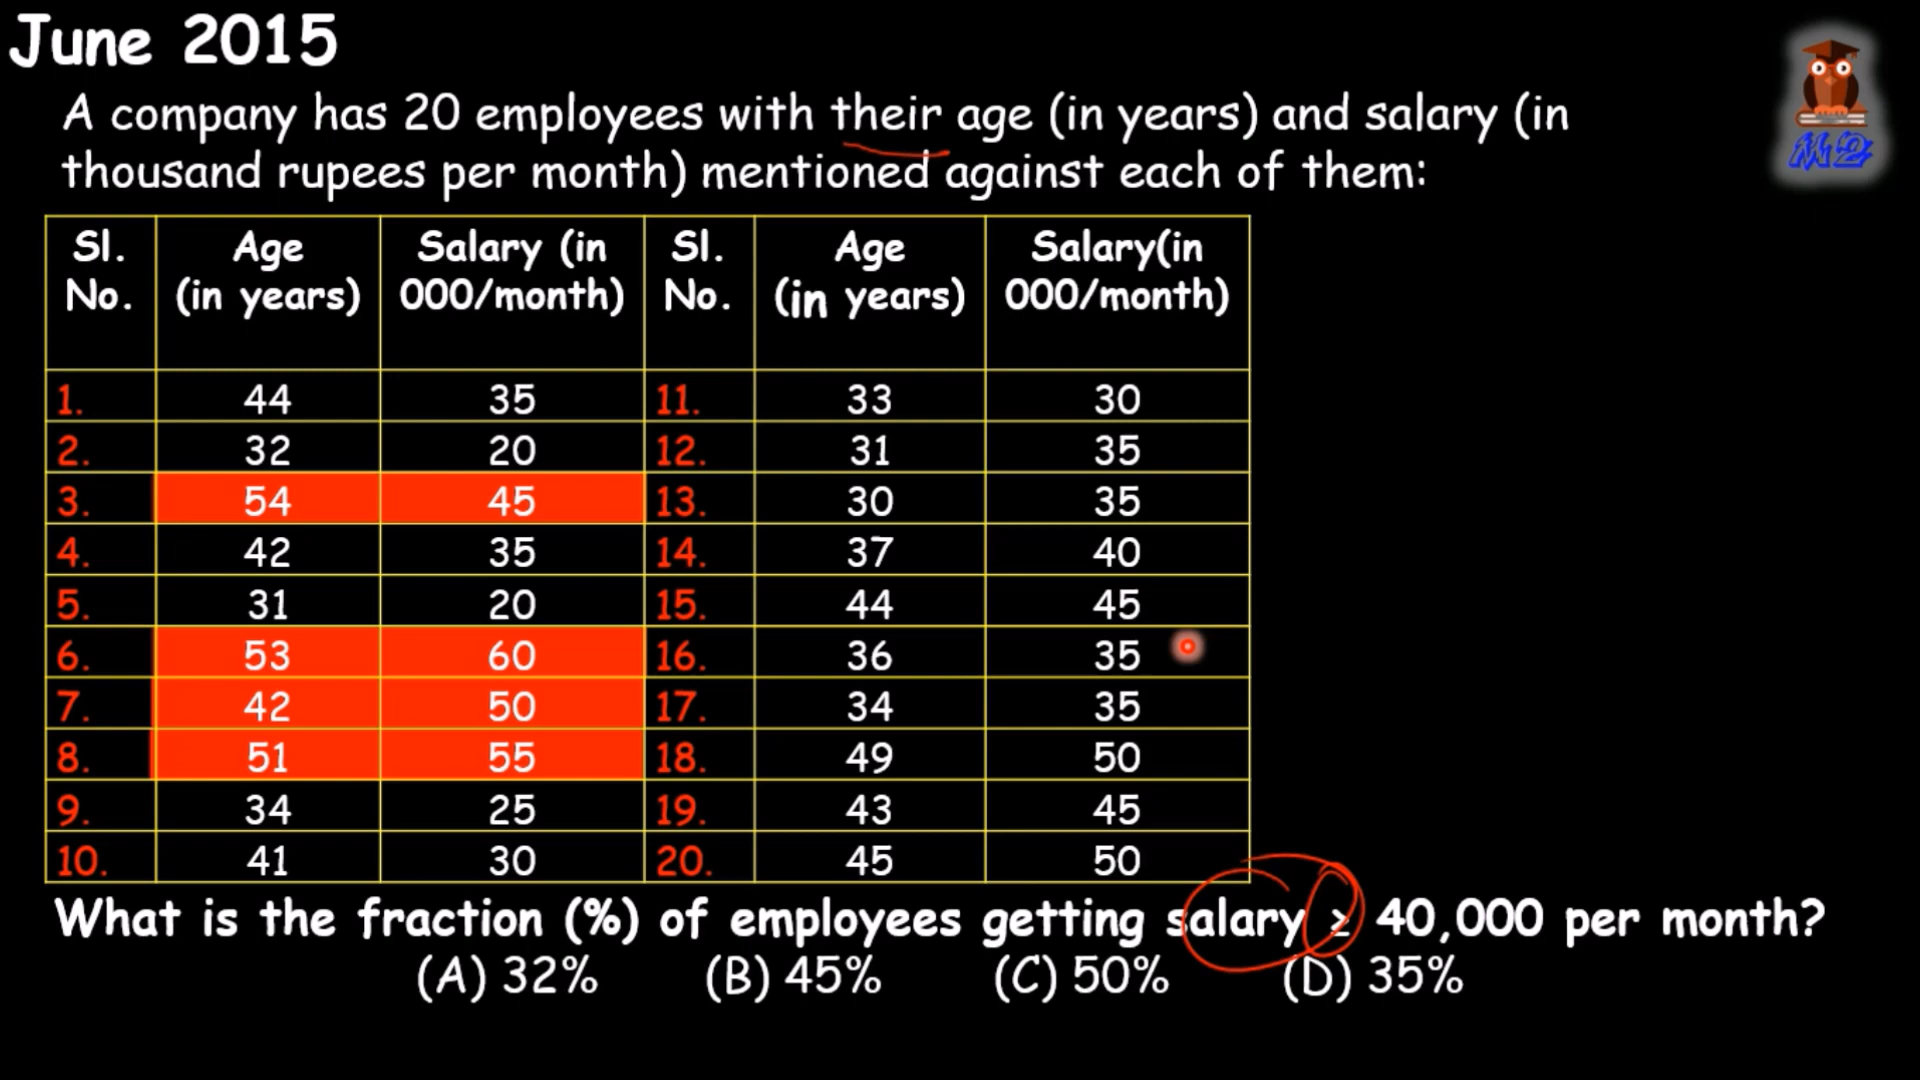 June 2015
A company has 20 employees with their age (in years) and salary (in
thousand rupees per month) mentioned against each of them:
Sl. No. Age (in years) Salary (in 000/month) Sl. No. Age (in years) Salary(in 000/month)
1. 44 35 11. 33 30
2. 32 20 12. 31 35
3. 54 45 13. 30 35
4. 42 35 14. 37 40
5. 31 20 15. 44 45
6. 53 60 16. 36 35
7. 42 50 17. 34 35
8. 51 55 18. 49 50
9. 34 25 19. 43 45
10. 41 30 20. 45 50
What is the fraction (%) of employees getting salary ≥ 40,000 per month?
(A) 32% (B) 45% (C) 50% (D) 35%
M2